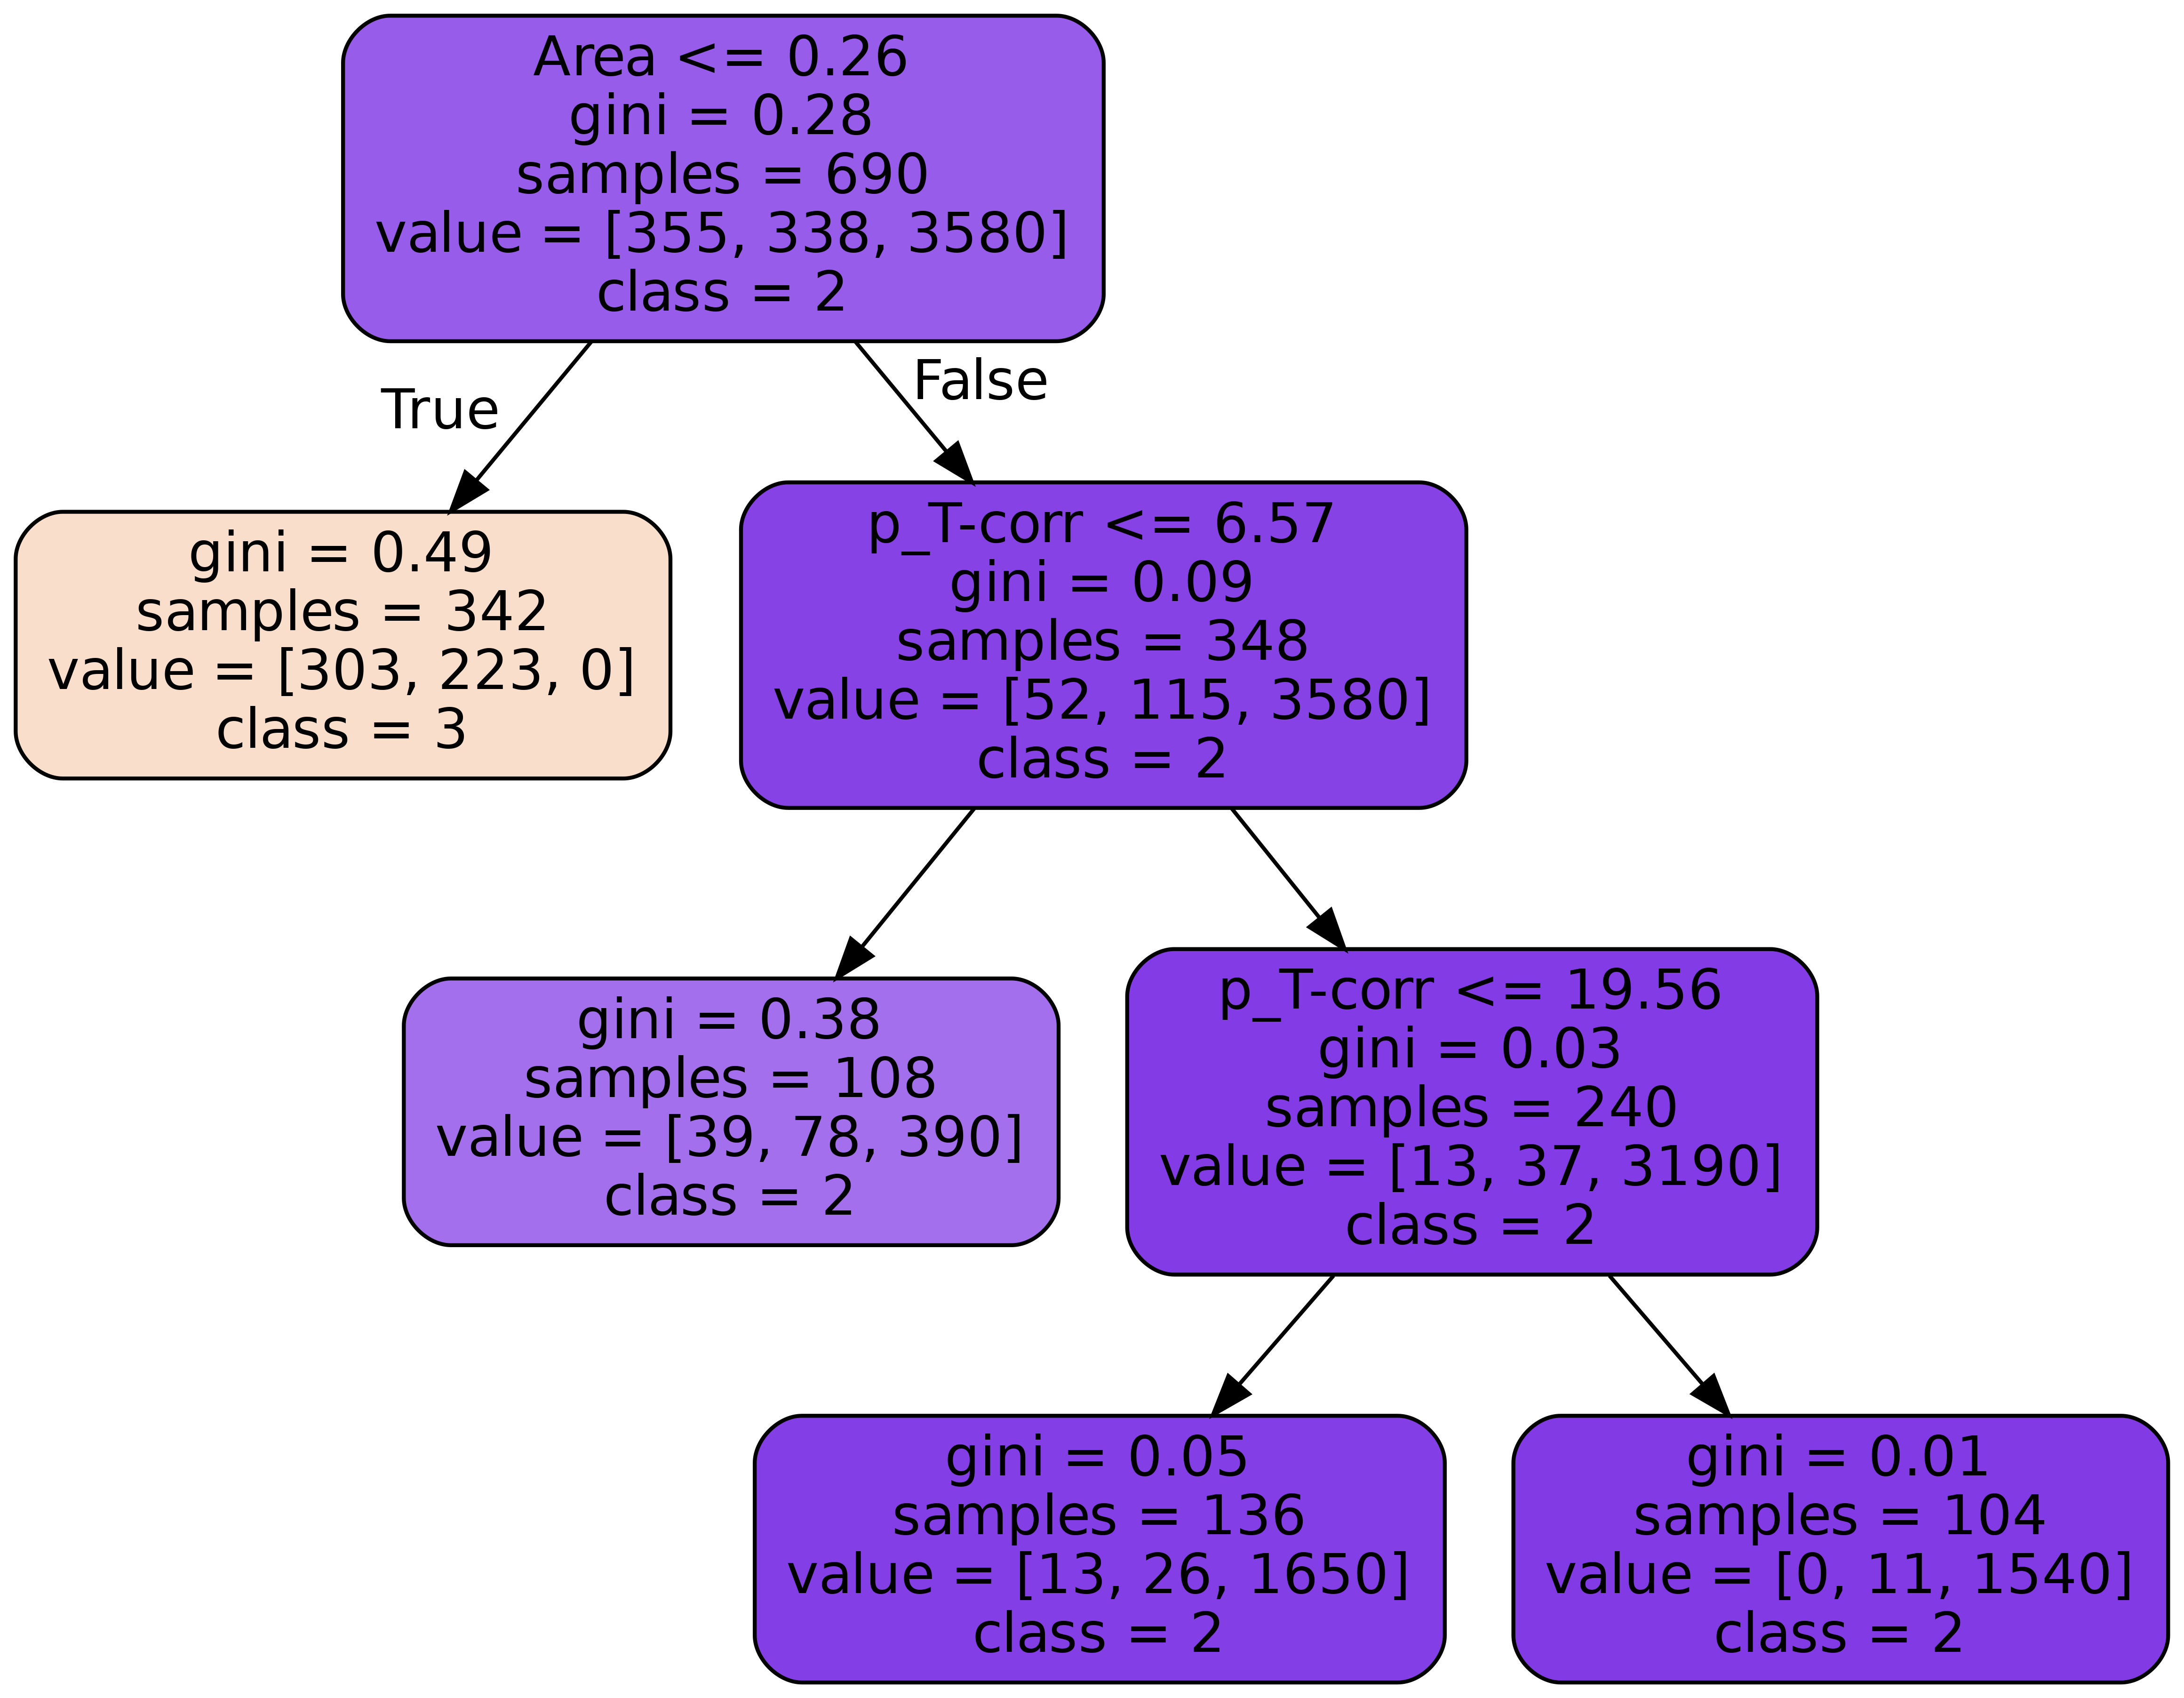 Area <= 0.26
gini = 0.28
samples = 690
value = [355, 338, 3580]
class = 2
True
False
gini = 0.49
samples = 342
value = [303, 223, 0]
class = 3
p_T-corr <= 6.57
gini = 0.09
samples = 348
value = [52, 115, 3580]
class = 2
gini = 0.38
samples = 108
value = [39, 78, 390]
class = 2
p_T-corr <= 19.56
gini = 0.03
samples = 240
value = [13, 37, 3190]
class = 2
gini = 0.05
samples = 136
value = [13, 26, 1650]
class = 2
gini = 0.01
samples = 104
value = [0, 11, 1540]
class = 2